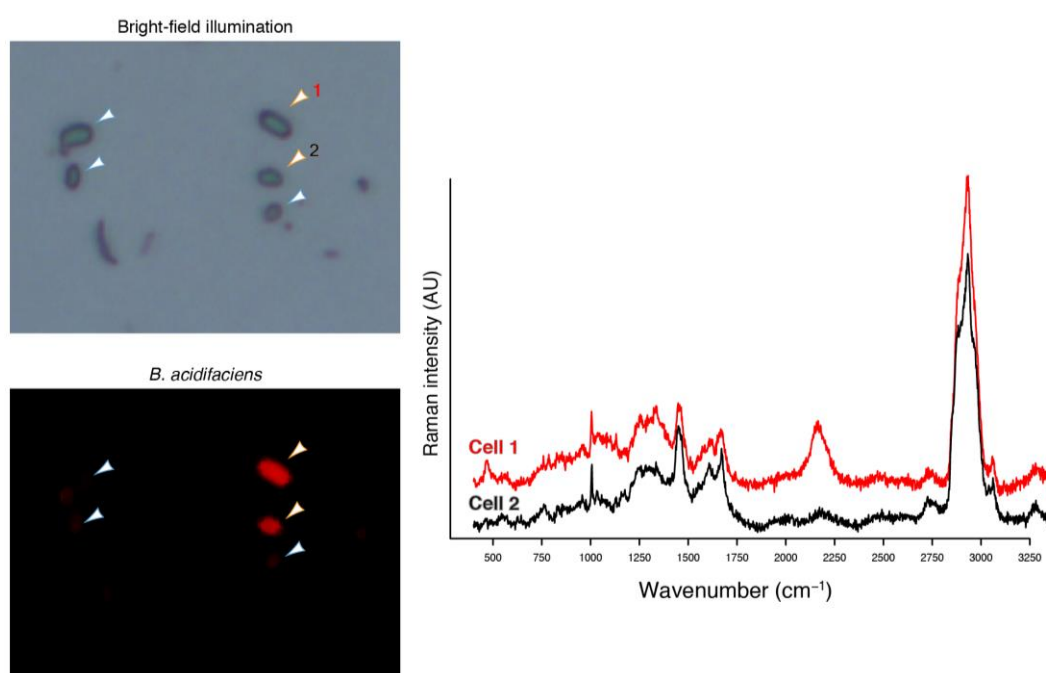 Bright-field illumination
1
2
B. acidifaciens
Raman intensity (AU)
Cell 1
Cell 2
500 750 1000 1250 1500 1750 2000 2250 2500 2750 3000 3250
Wavenumber (cm⁻¹)